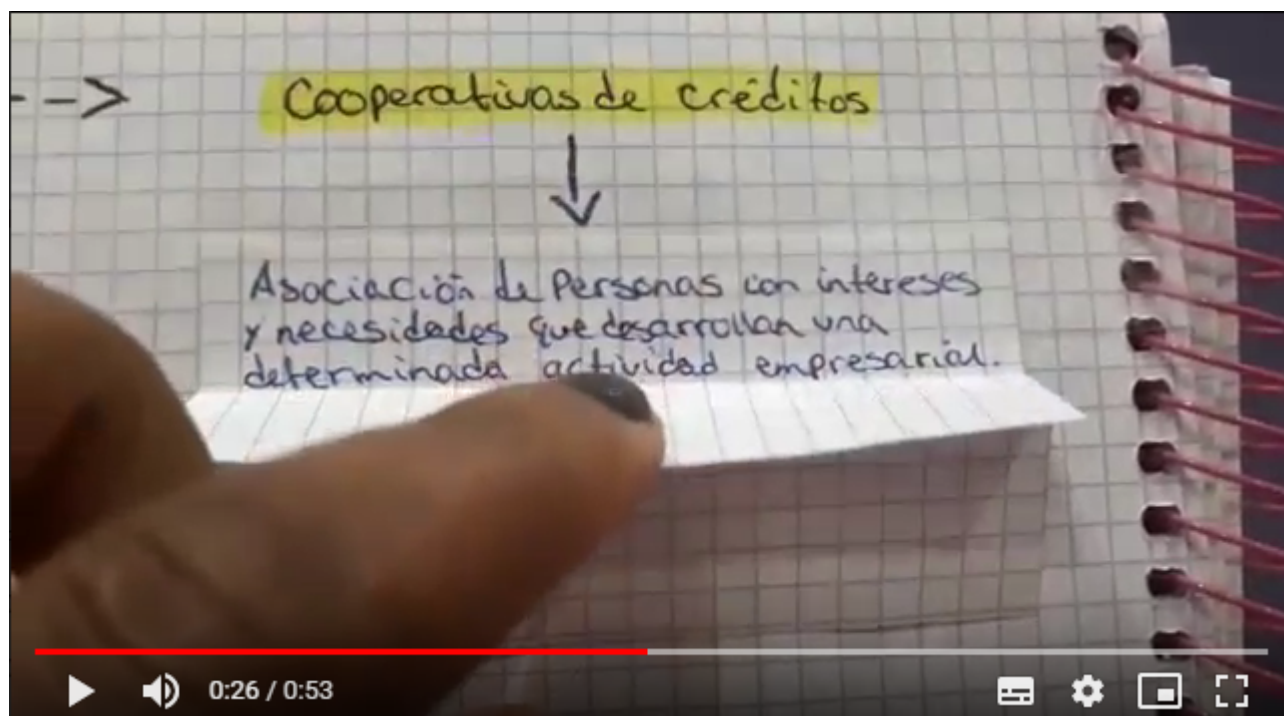 --> Cooperativas de créditos
Asociación de Personas con intereses
y necesidades que desarrollan una
determinada actividad empresarial.
0:26 / 0:53